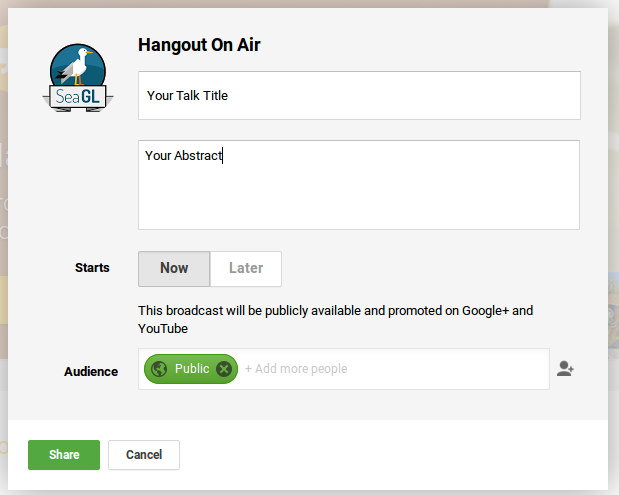 Hangout On Air
SeaGL
Your Talk Title
Your Abstract
Starts
Now
Later
This broadcast will be publicly available and promoted on Google+ and
YouTube
Audience
Public
+ Add more people
Share
Cancel